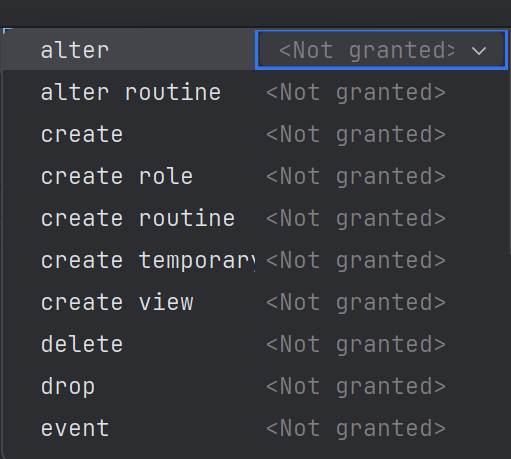 alter <Not granted>
alter routine <Not granted>
create <Not granted>
create role <Not granted>
create routine <Not granted>
create temporary <Not granted>
create view <Not granted>
delete <Not granted>
drop <Not granted>
event <Not granted>